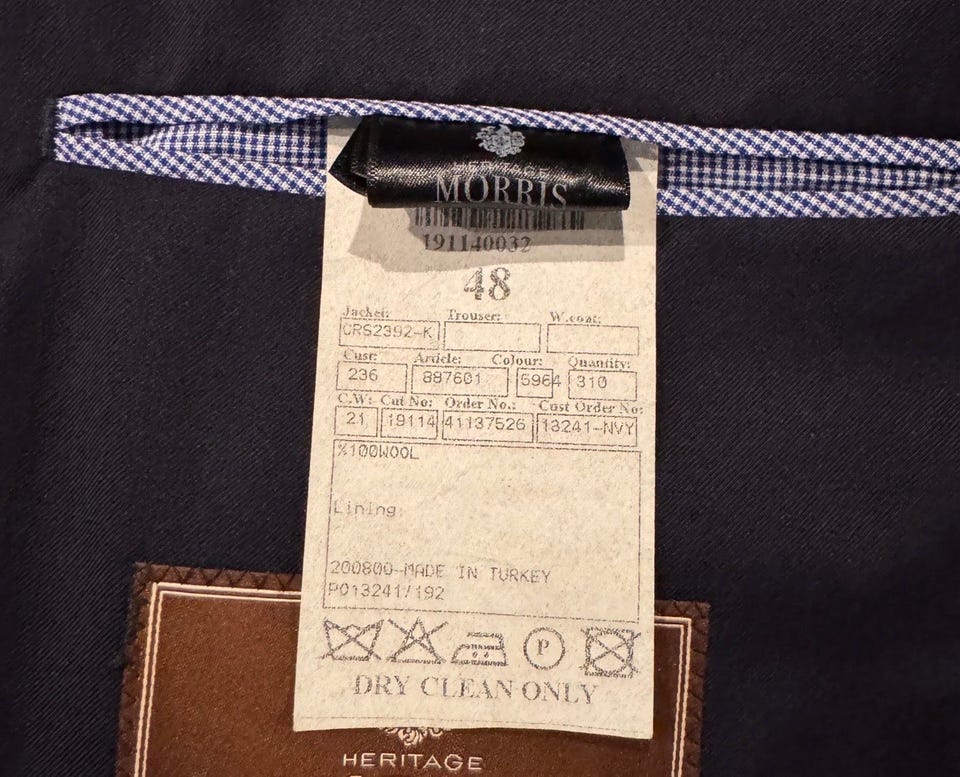 MORRIS
191140032
48
Jacket: Trouser: W.coat:
CRS2392-K
Cust: Article: Colour: Quantity:
236 887601 5964 310
C.W: Cut No: Order No.: Cust Order No:
21 19114 41137526 13241-NVY
%100WOOL
Lining:
200800-MADE IN TURKEY
PO13241/192
P
DRY CLEAN ONLY
HERITAGE